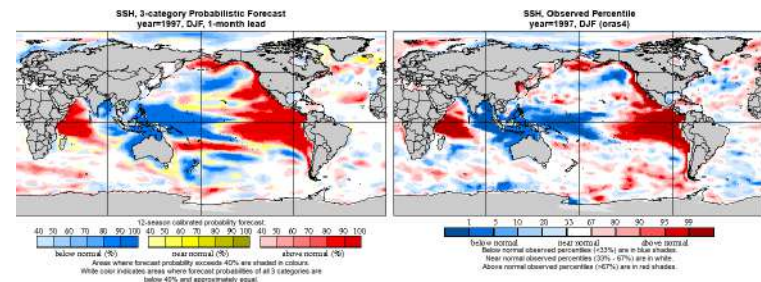 SSH, 3-category Probabilistic Forecast
year=1997, DJF, 1-month lead
12-season calibrated probability forecast.
40 50 60 70 80 90 100 40 50 60 70 80 90 100 40 50 60 70 80 90 100
below normal (%) near normal (%) above normal (%)
Areas where forecast probability exceeds 40% are shaded in colours.
White color indicates areas where forecast probabilities of all 3 categories are
below 40% and approximately equal.
SSH, Observed Percentile
year=1997, DJF (oras4)
1 5 10 20 33 67 80 90 95 99
below normal near normal above normal
Below normal observed percentiles (<33%) are in blue shades.
Near normal observed percentiles (33% - 67%) are in white.
Above normal observed percentiles (>67%) are in red shades.